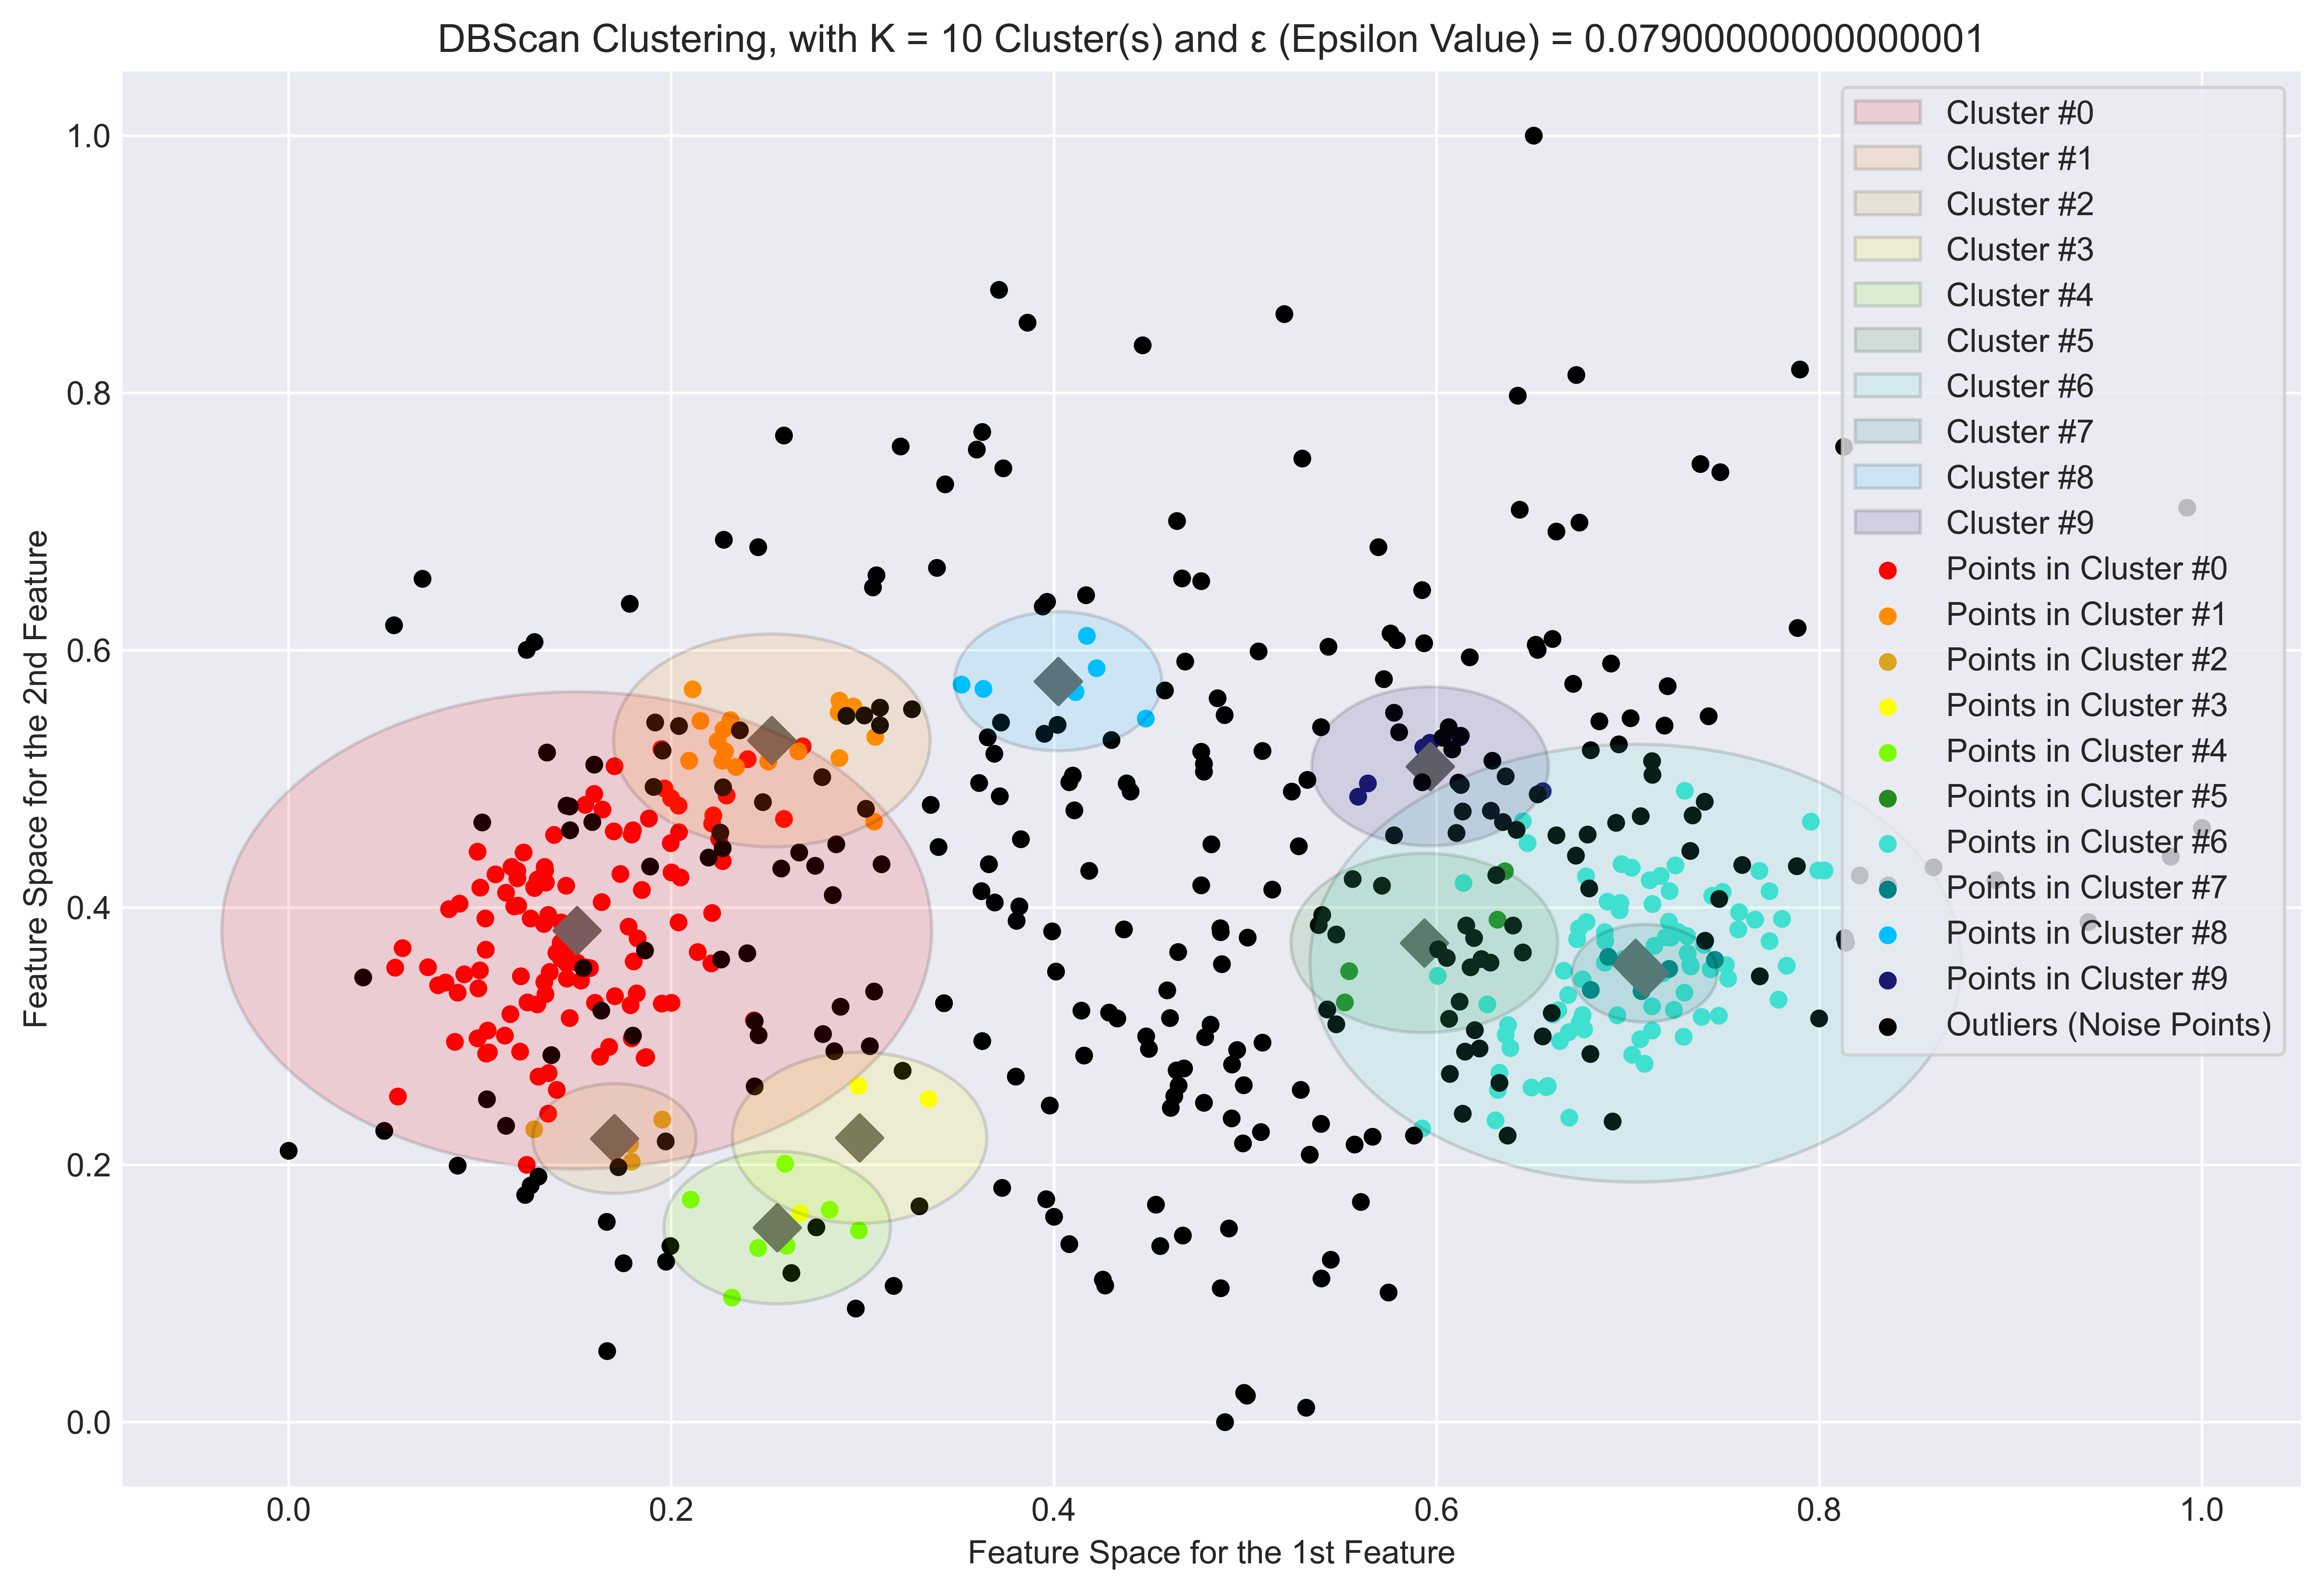 DBScan Clustering, with K = 10 Cluster(s) and ε (Epsilon Value) = 0.07900000000000001
Cluster #0
Cluster #1
Cluster #2
Cluster #3
Cluster #4
Cluster #5
Cluster #6
Cluster #7
Cluster #8
Cluster #9
Points in Cluster #0
Points in Cluster #1
Points in Cluster #2
Points in Cluster #3
Points in Cluster #4
Points in Cluster #5
Points in Cluster #6
Points in Cluster #7
Points in Cluster #8
Points in Cluster #9
Outliers (Noise Points)
Feature Space for the 2nd Feature
1.0
0.8
0.6
0.4
0.2
0.0
0.0 0.2 0.4 0.6 0.8 1.0
Feature Space for the 1st Feature